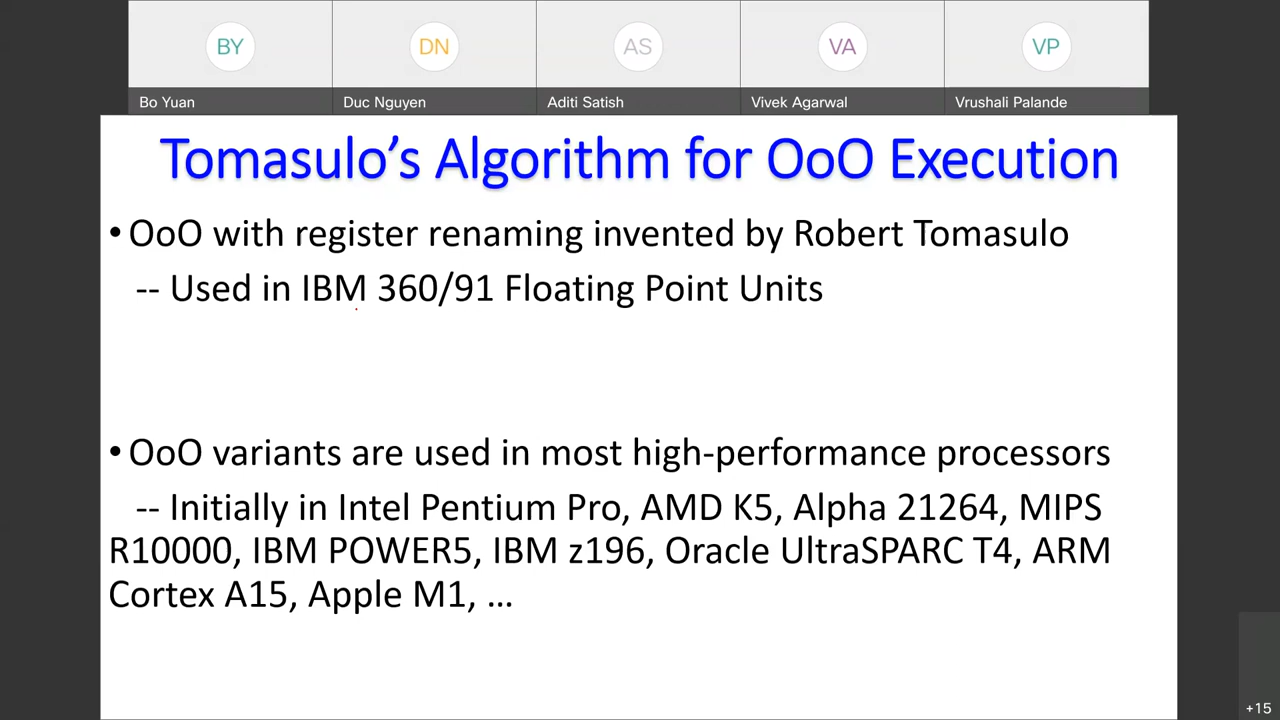 BY DN AS VA VP
Bo Yuan Duc Nguyen Aditi Satish Vivek Agarwal Vrushali Palande
Tomasulo's Algorithm for OoO Execution
• OoO with register renaming invented by Robert Tomasulo
-- Used in IBM 360/91 Floating Point Units
• OoO variants are used in most high-performance processors
-- Initially in Intel Pentium Pro, AMD K5, Alpha 21264, MIPS
R10000, IBM POWER5, IBM z196, Oracle UltraSPARC T4, ARM
Cortex A15, Apple M1, …
+15